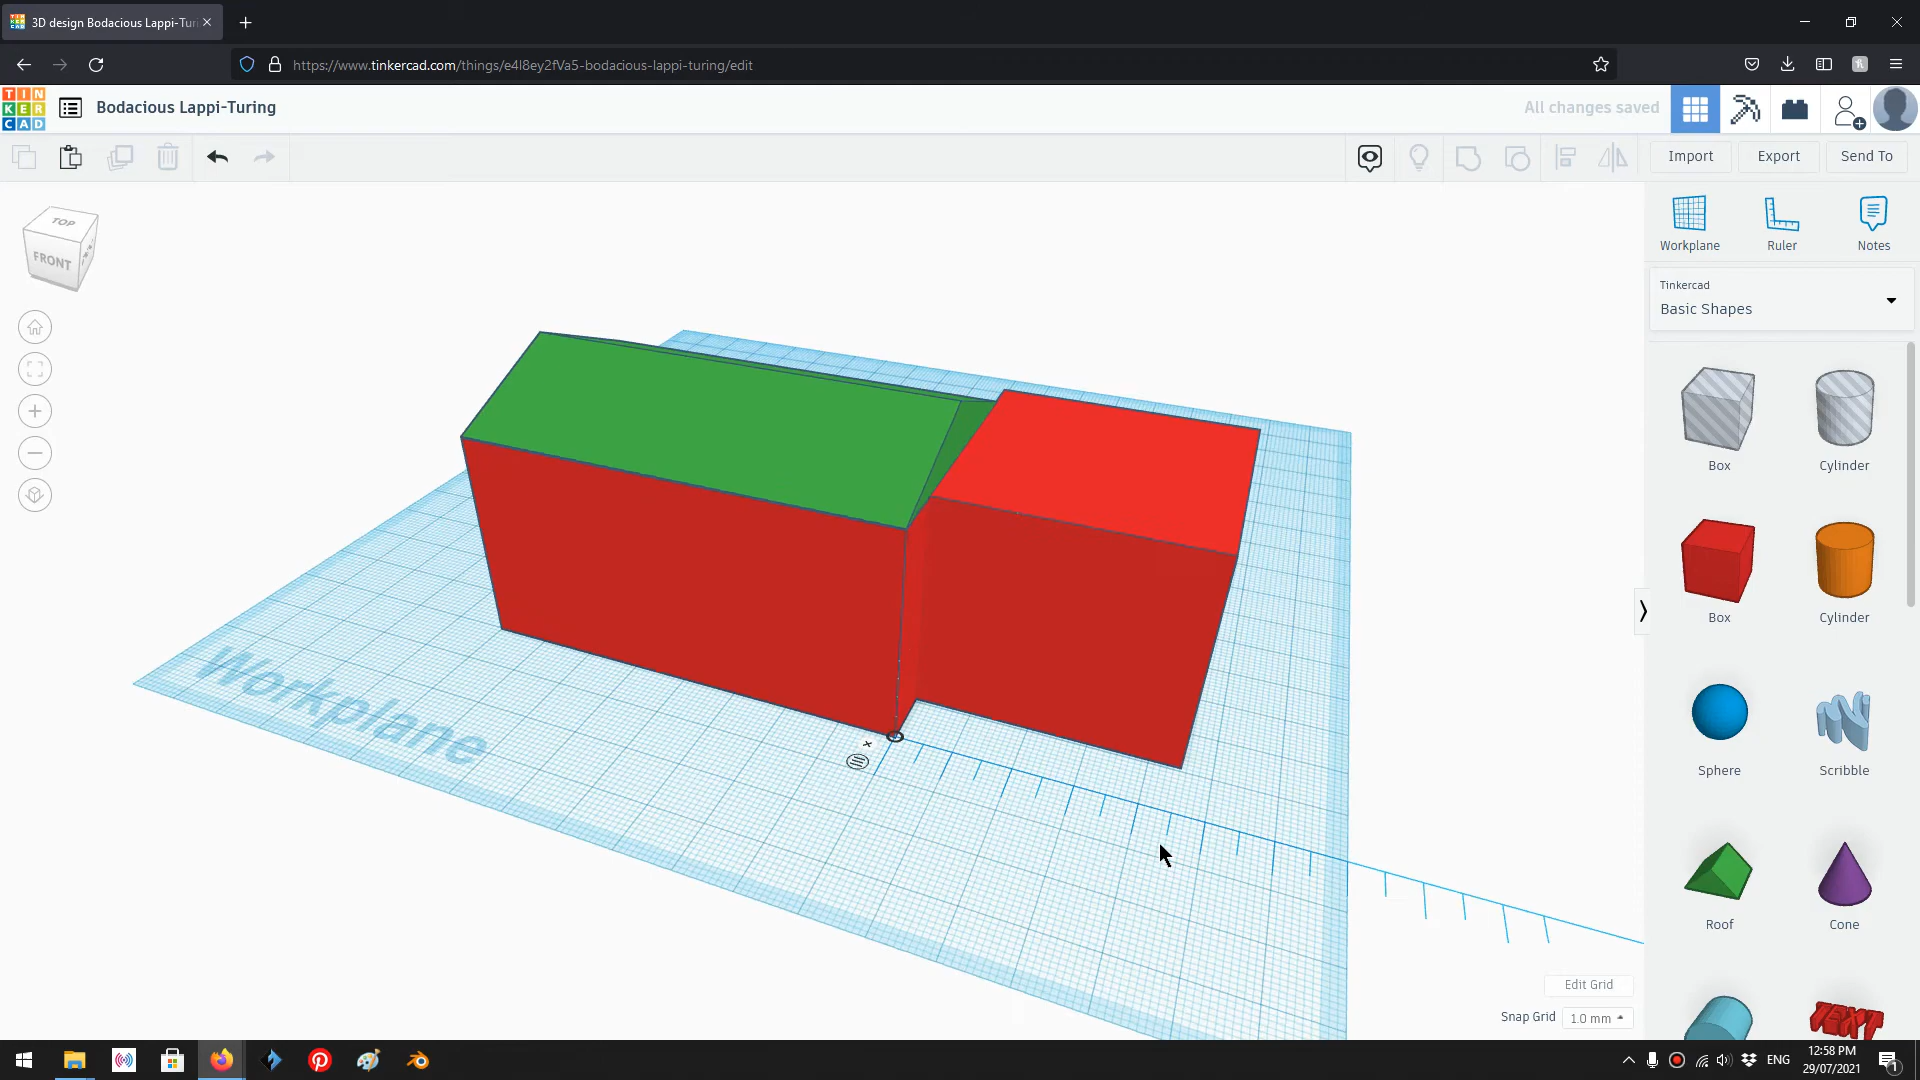 3D design Bodacious Lappi-Turi
https://www.tinkercad.com/things/e4l8ey2fVa5-bodacious-lappi-turing/edit
TIN
KER
CAD
Bodacious Lappi-Turing
All changes saved
Import
Export
Send To
TOP
FRONT
Workplane
Ruler
Notes
Tinkercad
Basic Shapes
Box
Cylinder
Box
Cylinder
Sphere
Scribble
Roof
Cone
TEXT
Workplane
Edit Grid
Snap Grid
1.0 mm
ENG
12:58 PM
29/07/2021
1